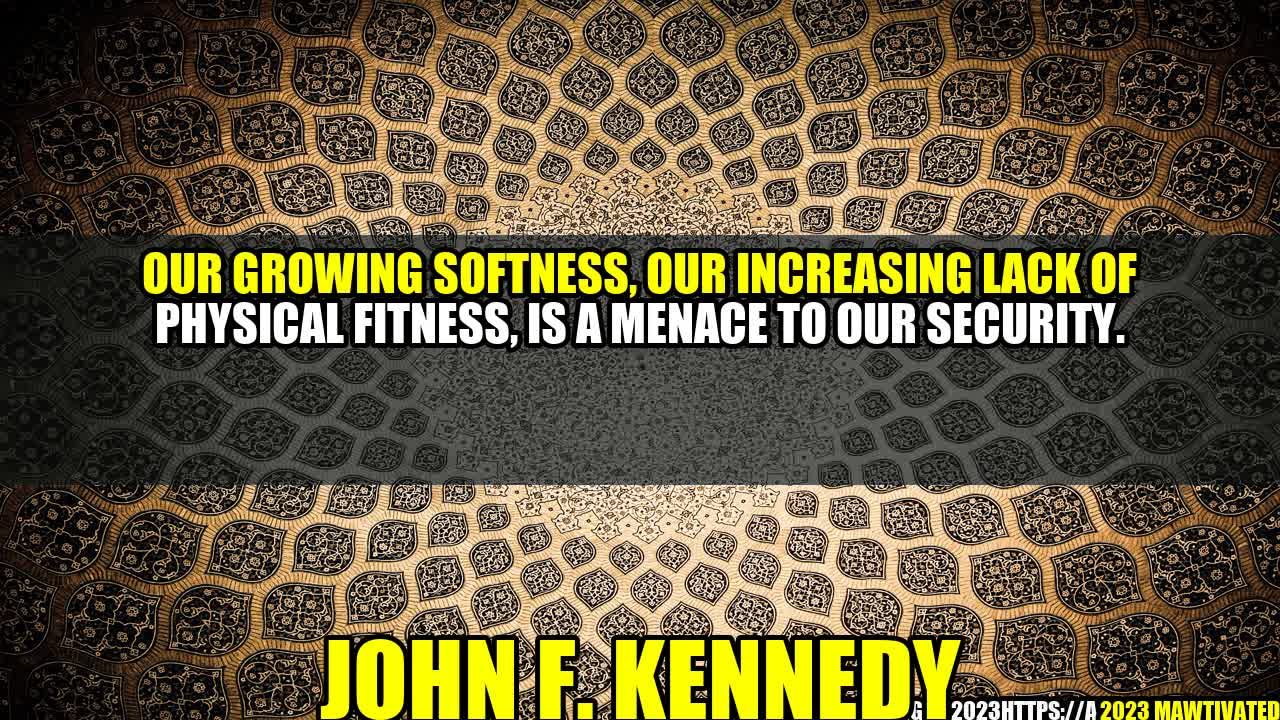 OUR GROWING SOFTNESS, OUR INCREASING LACK OF
PHYSICAL FITNESS, IS A MENACE TO OUR SECURITY.
JOHN F. KENNEDY
2023HTTPS://A 2023 MAWTIVATED